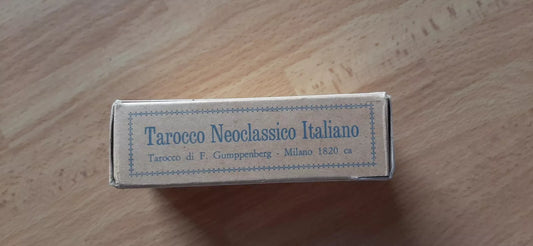 Tarocco Neoclassico Italiano
Tarocco di F. Gumppenberg - Milano 1820 ca